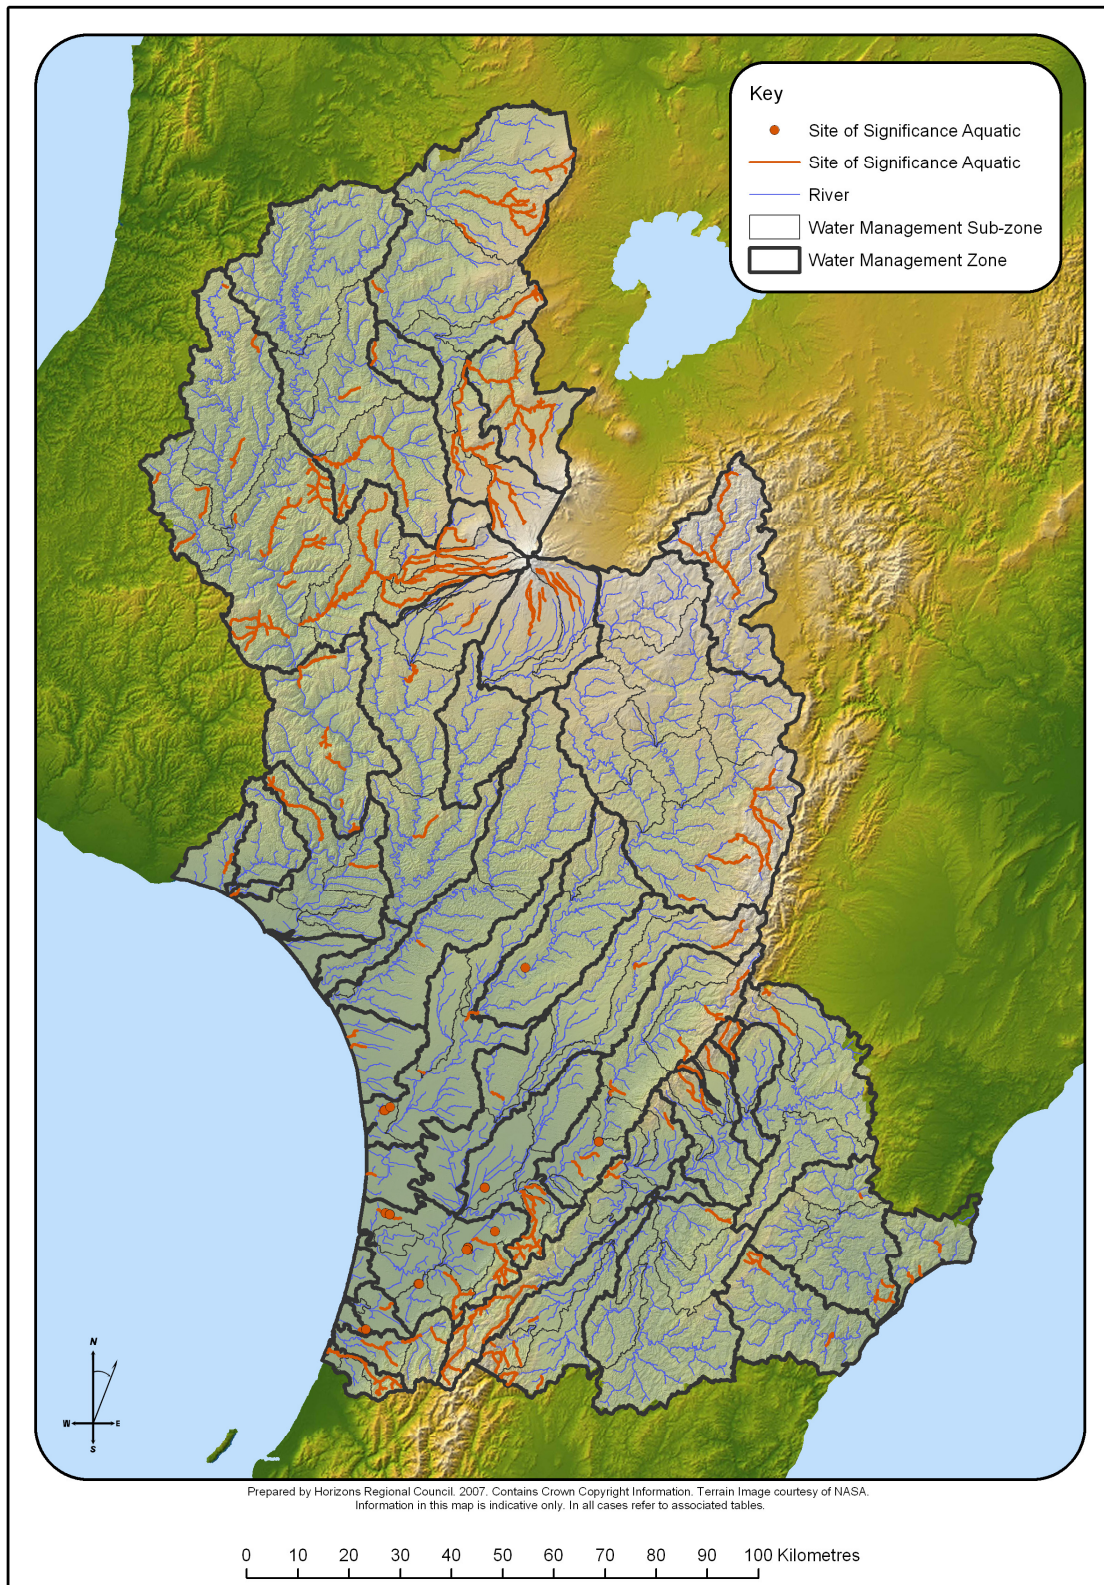 Key
Site of Significance Aquatic
Site of Significance Aquatic
River
Water Management Sub-zone
Water Management Zone
N
W E
S
Prepared by Horizons Regional Council. 2007. Contains Crown Copyright Information. Terrain Image courtesy of NASA.
Information in this map is indicative only. In all cases refer to associated tables.
0 10 20 30 40 50 60 70 80 90 100 Kilometres